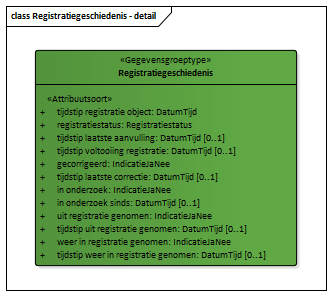 class Registratiegeschiedenis - detail
«Gegevensgroeptype»
Registratiegeschiedenis
«Attribuutsoort»
+ tijdstip registratie object: DatumTijd
+ registratiestatus: Registratiestatus
+ tijdstip laatste aanvulling: DatumTijd [0..1]
+ tijdstip voltooiing registratie: DatumTijd [0..1]
+ gecorrigeerd: IndicatieJaNee
+ tijdstip laatste correctie: DatumTijd [0..1]
+ in onderzoek: IndicatieJaNee
+ in onderzoek sinds: DatumTijd [0..1]
+ uit registratie genomen: IndicatieJaNee
+ tijdstip uit registratie genomen: DatumTijd [0..1]
+ weer in registratie genomen: IndicatieJaNee
+ tijdstip weer in registratie genomen: DatumTijd [0..1]